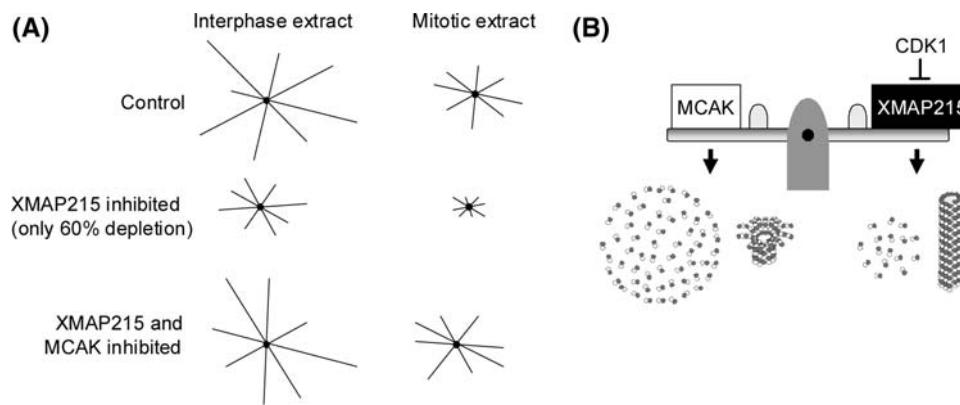 (A)
Interphase extract
Mitotic extract
Control
XMAP215 inhibited
(only 60% depletion)
XMAP215 and
MCAK inhibited
(B)
CDK1
MCAK
XMAP215